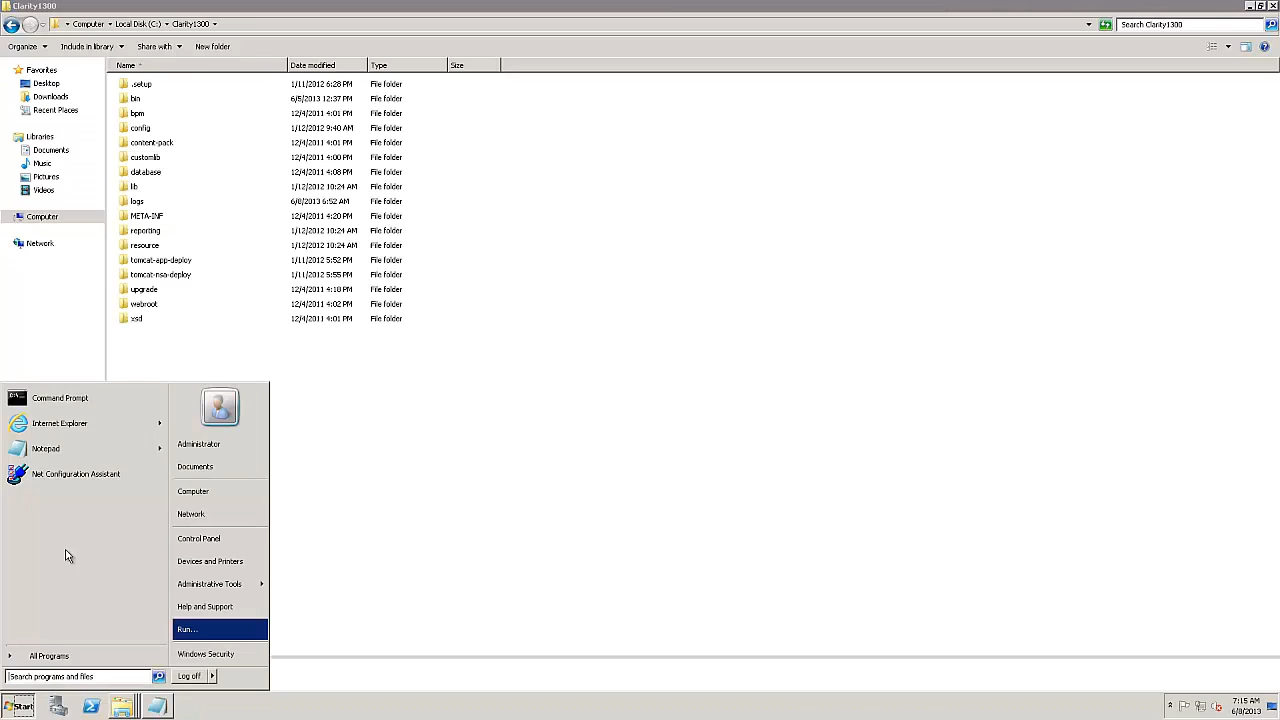 Clarity1300
Computer Local Disk (C:) Clarity1300
Search Clarity1300
Organize Include in library Share with New folder
Name Date modified Type Size
Favorites
Desktop
Downloads
Recent Places
Libraries
Documents
Music
Pictures
Videos
Computer
Network
.setup 1/11/2012 6:28 PM File folder
bin 6/5/2013 12:37 PM File folder
bpm 12/4/2011 4:01 PM File folder
config 1/12/2012 9:40 AM File folder
content-pack 12/4/2011 4:01 PM File folder
customlib 12/4/2011 4:00 PM File folder
database 12/4/2011 4:08 PM File folder
lib 1/12/2012 10:24 AM File folder
logs 6/8/2013 6:52 AM File folder
META-INF 12/4/2011 4:20 PM File folder
reporting 1/12/2012 10:24 AM File folder
resource 1/12/2012 10:24 AM File folder
tomcat-app-deploy 1/11/2012 5:52 PM File folder
tomcat-nsa-deploy 1/11/2012 5:55 PM File folder
upgrade 12/4/2011 4:18 PM File folder
webroot 12/4/2011 4:02 PM File folder
xsd 12/4/2011 4:01 PM File folder
Command Prompt
Internet Explorer
Notepad
Net Configuration Assistant
All Programs
Search programs and files
Administrator
Documents
Computer
Network
Control Panel
Devices and Printers
Administrative Tools
Help and Support
Run...
Windows Security
Log off
Start
7:15 AM
6/8/2013